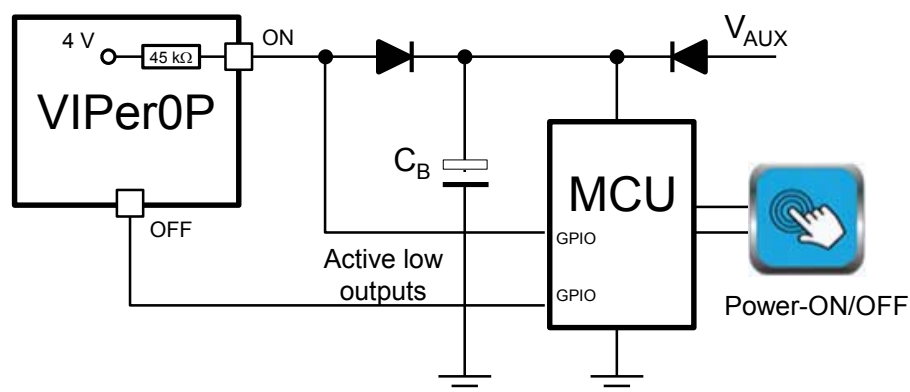 4 V
45 kΩ
ON
V_AUX
VIPer0P
OFF
C_B
MCU
GPIO
GPIO
Active low
outputs
Power-ON/OFF